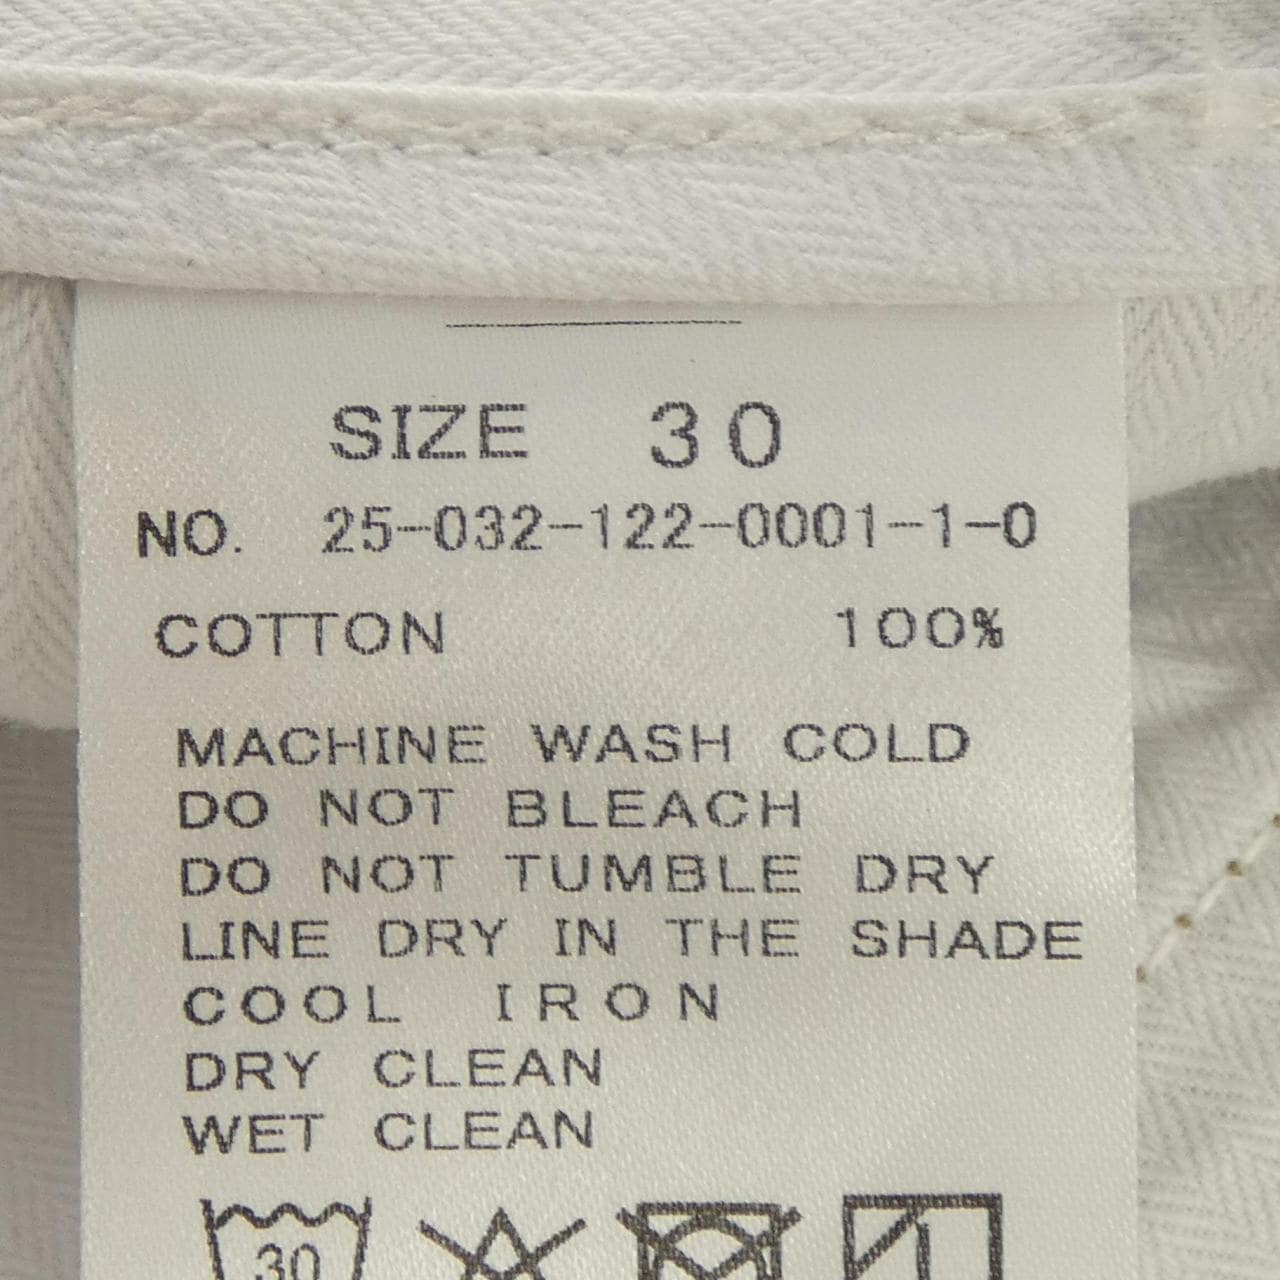 SIZE 30
NO. 25-032-122-0001-1-0
COTTON 100%
MACHINE WASH COLD
DO NOT BLEACH
DO NOT TUMBLE DRY
LINE DRY IN THE SHADE
COOL IRON
DRY CLEAN
WET CLEAN
30